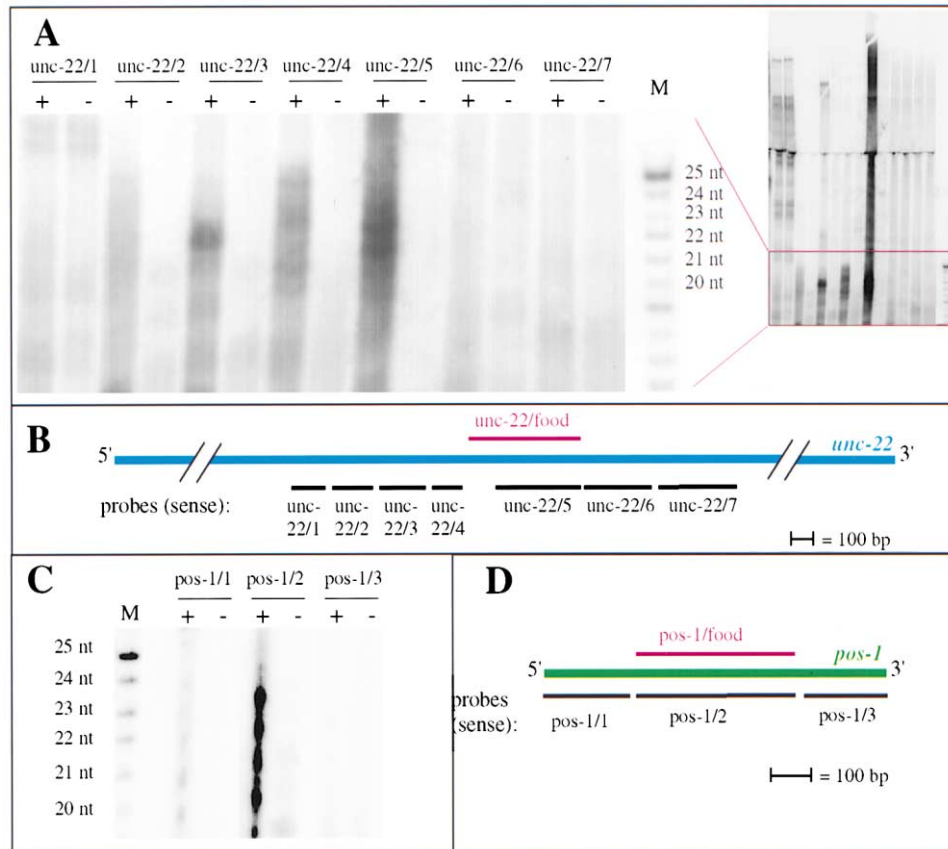 A
unc-22/1 unc-22/2 unc-22/3 unc-22/4 unc-22/5 unc-22/6 unc-22/7
+ - + - + - + - + - + - + -
M
25 nt
24 nt
23 nt
22 nt
21 nt
20 nt
B
unc-22/food
5' unc-22 3'
probes (sense):
unc-22/1 unc-22/2 unc-22/3 unc-22/4 unc-22/5 unc-22/6 unc-22/7
= 100 bp
C
pos-1/1 pos-1/2 pos-1/3
M + - + - + -
25 nt
24 nt
23 nt
22 nt
21 nt
20 nt
D
pos-1/food
5' pos-1 3'
probes
(sense):
pos-1/1 pos-1/2 pos-1/3
= 100 bp